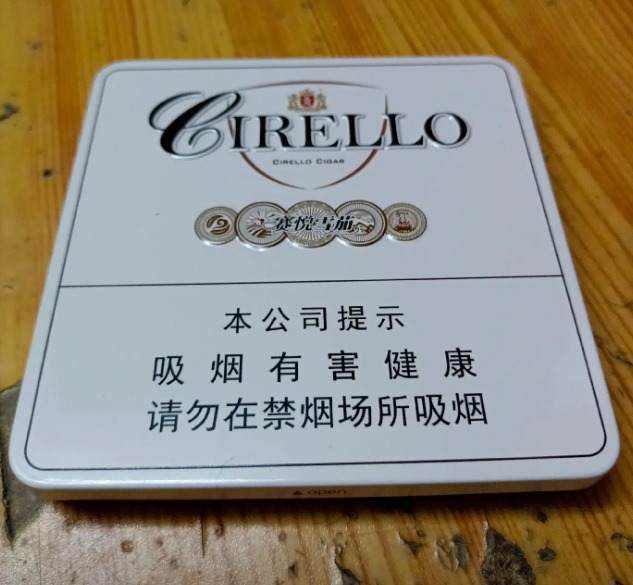 CIRELLO
CIRELLO CIGAR
赛悦雪茄
本公司提示
吸烟有害健康
请勿在禁烟场所吸烟
▲ open